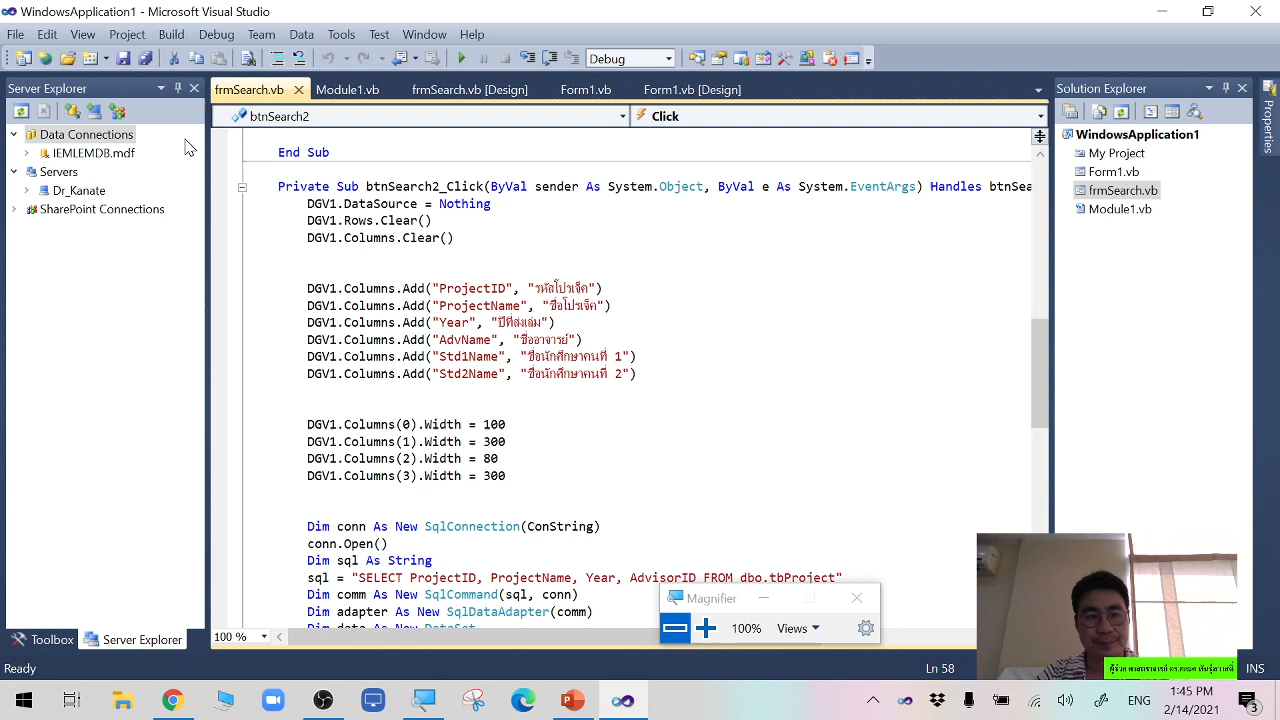 WindowsApplication1 - Microsoft Visual Studio
File Edit View Project Build Debug Team Data Tools Test Window Help
Debug
Server Explorer
Data Connections
IEMLEMDB.mdf
Servers
Dr_Kanate
SharePoint Connections
Toolbox Server Explorer
frmSearch.vb Module1.vb frmSearch.vb [Design] Form1.vb Form1.vb [Design]
btnSearch2 Click
End Sub
Private Sub btnSearch2_Click(ByVal sender As System.Object, ByVal e As System.EventArgs) Handles btnSea
DGV1.DataSource = Nothing
DGV1.Rows.Clear()
DGV1.Columns.Clear()
DGV1.Columns.Add("ProjectID", "รหัสโปรเจ็ค")
DGV1.Columns.Add("ProjectName", "ชื่อโปรเจ็ค")
DGV1.Columns.Add("Year", "ปีที่ส่งเล่ม")
DGV1.Columns.Add("AdvName", "ชื่ออาจารย์")
DGV1.Columns.Add("Std1Name", "ชื่อนักศึกษาคนที่ 1")
DGV1.Columns.Add("Std2Name", "ชื่อนักศึกษาคนที่ 2")
DGV1.Columns(0).Width = 100
DGV1.Columns(1).Width = 300
DGV1.Columns(2).Width = 80
DGV1.Columns(3).Width = 300
Dim conn As New SqlConnection(ConString)
conn.Open()
Dim sql As String
sql = "SELECT ProjectID, ProjectName, Year, AdvisorID FROM dbo.tbProject"
Dim comm As New SqlCommand(sql, conn)
Dim adapter As New SqlDataAdapter(comm)
Dim data As New DataSet
100 %
Magnifier
100% Views
Solution Explorer
WindowsApplication1
My Project
Form1.vb
frmSearch.vb
Module1.vb
Properties
Ready
Ln 58
INS
ENG
1:45 PM
2/14/2021
3